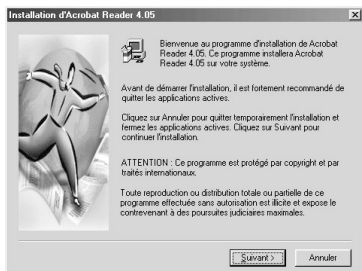 Installation d'Acrobat Reader 4.05
Bienvenue au programme d'installation de Acrobat
Reader 4.05. Ce programme installera Acrobat
Reader 4.05 sur votre système.
Avant de démarrer l'installation, il est fortement recommandé de
quitter les applications actives.
Cliquez sur Annuler pour quitter temporairement l'installation et
fermez les applications actives. Cliquez sur Suivant pour
continuer l'installation.
ATTENTION : Ce programme est protégé par copyright et par
traités internationaux.
Toute reproduction ou distribution totale ou partielle de ce
programme effectuée sans autorisation est illicite et expose le
contrevenant à des poursuites judiciaires maximales.
Suivant >
Annuler